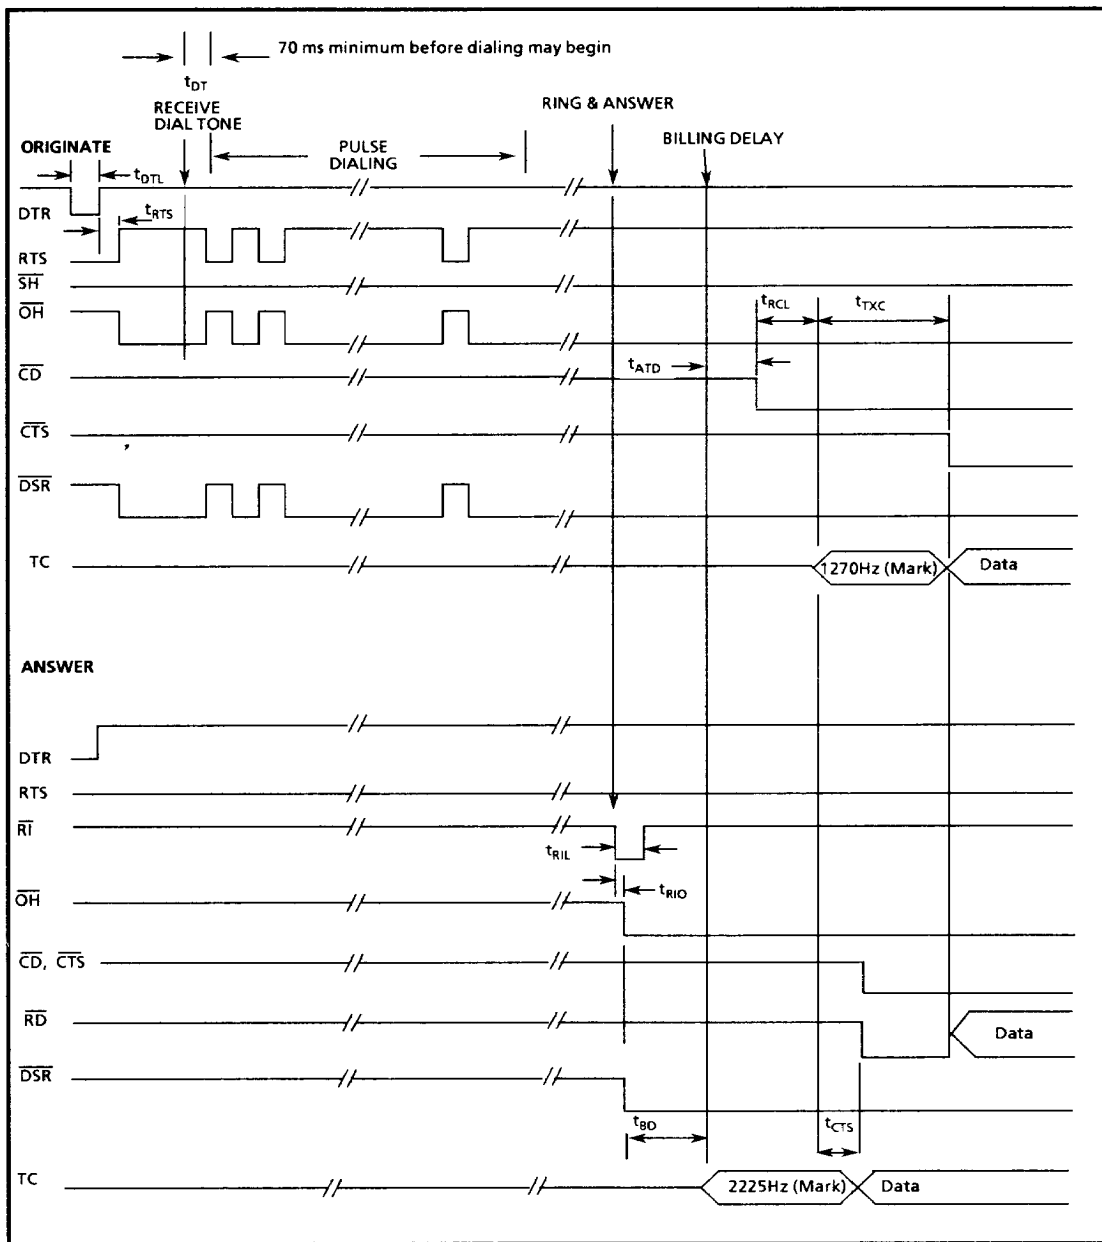 70 ms minimum before dialing may begin
tDT
RECEIVE
DIAL TONE
RING & ANSWER
BILLING DELAY
ORIGINATE
PULSE
DIALING
tDTL
DTR
tRTS
RTS
SH
OH
tRCL
tTXC
tATD
CD
CTS
DSR
TC
1270Hz (Mark)
Data
ANSWER
DTR
RTS
RI
tRIL
tRIO
OH
CD, CTS
RD
Data
DSR
tBD
tCTS
TC
2225Hz (Mark)
Data